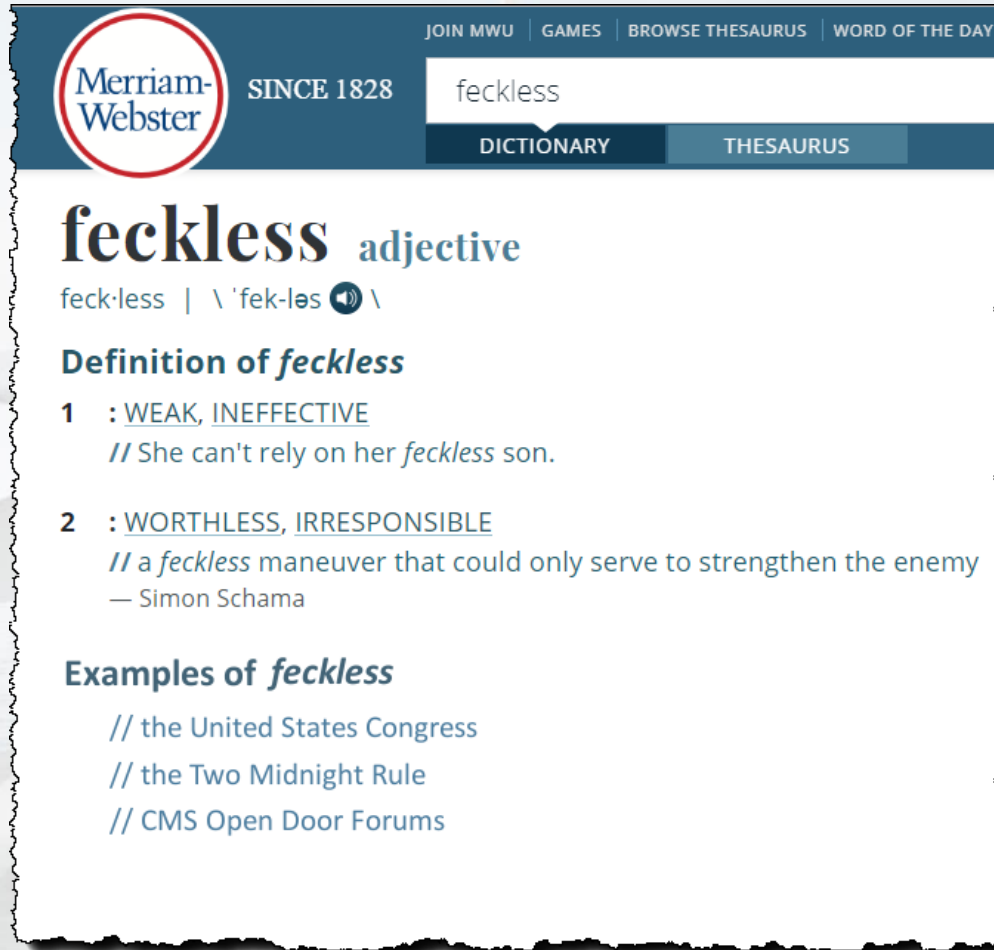 JOIN MWU | GAMES | BROWSE THESAURUS | WORD OF THE DAY
Merriam-
Webster
SINCE 1828
feckless
DICTIONARY THESAURUS
feckless adjective
feck·less | \ ˈfek-ləs \
Definition of feckless
1 : WEAK, INEFFECTIVE
// She can't rely on her feckless son.
2 : WORTHLESS, IRRESPONSIBLE
// a feckless maneuver that could only serve to strengthen the enemy
— Simon Schama
Examples of feckless
// the United States Congress
// the Two Midnight Rule
// CMS Open Door Forums